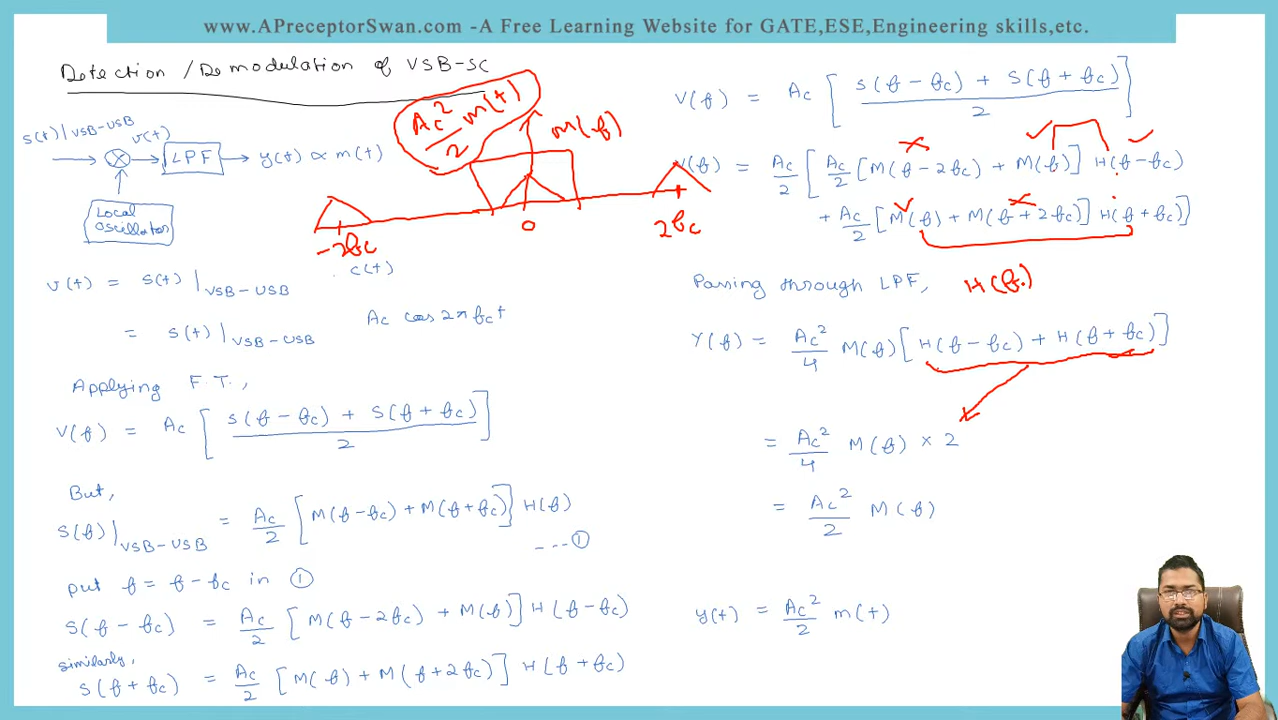 www.APreceptorSwan.com -A Free Learning Website for GATE,ESE,Engineering skills,etc.
Detection /Demodulation of VSB-SC
s(t)|VSB-USB
v(t)
LPF
y(t) ∝ m(t)
Local
Oscillator
Ac²/2 m(t)
M(f)
-2fc
0
2fc
v(t) = s(t)|VSB-USB . c(t)
= s(t)|VSB-USB Ac cos 2π fc t
Applying F.T.,
V(f) = Ac [ (S(f-fc) + S(f+fc)) / 2 ]
But,
S(f)|VSB-USB = Ac/2 [M(f-fc) + M(f+fc)] H(f)
---①
put f = f-fc in ①
S(f-fc) = Ac/2 [M(f-2fc) + M(f)] H(f-fc)
similarly,
S(f+fc) = Ac/2 [M(f) + M(f+2fc)] H(f+fc)
V(f) = Ac [ (S(f-fc) + S(f+fc)) / 2 ]
V(f) = Ac/2 [ Ac/2 [M(f-2fc) + M(f)] H(f-fc)
+ Ac/2 [M(f) + M(f+2fc)] H(f+fc)]
Passing through LPF, H(f)
Y(f) = Ac²/4 M(f) [H(f-fc) + H(f+fc)]
= Ac²/4 M(f) × 2
= Ac²/2 M(f)
y(t) = Ac²/2 m(t)